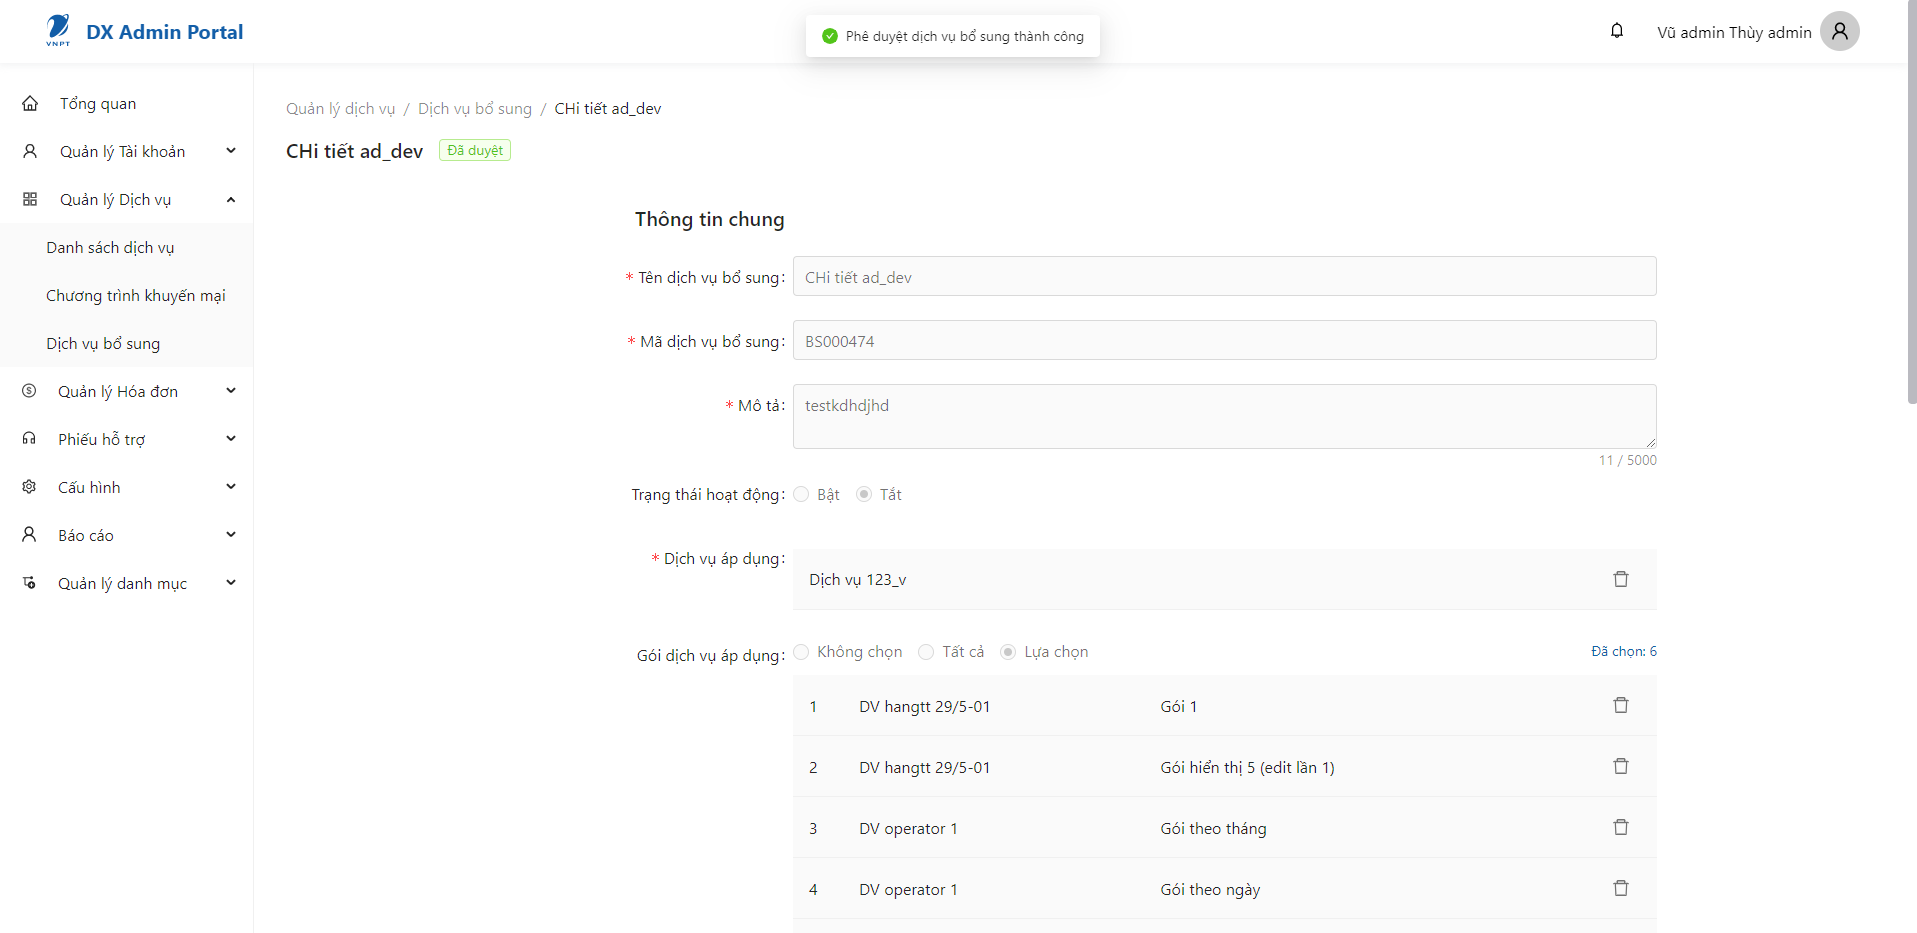 VNPT
DX Admin Portal
Phê duyệt dịch vụ bổ sung thành công
Vũ admin Thùy admin
Tổng quan
Quản lý Tài khoản
Quản lý Dịch vụ
Danh sách dịch vụ
Chương trình khuyến mại
Dịch vụ bổ sung
Quản lý Hóa đơn
Phiếu hỗ trợ
Cấu hình
Báo cáo
Quản lý danh mục
Quản lý dịch vụ / Dịch vụ bổ sung / CHi tiết ad_dev
CHi tiết ad_dev Đã duyệt
Thông tin chung
* Tên dịch vụ bổ sung: CHi tiết ad_dev
* Mã dịch vụ bổ sung: BS000474
* Mô tả: testkdhdjhd
11 / 5000
Trạng thái hoạt động: Bật Tắt
* Dịch vụ áp dụng:
Dịch vụ 123_v
Gói dịch vụ áp dụng: Không chọn Tất cả Lựa chọn Đã chọn: 6
1 DV hangtt 29/5-01 Gói 1
2 DV hangtt 29/5-01 Gói hiển thị 5 (edit lần 1)
3 DV operator 1 Gói theo tháng
4 DV operator 1 Gói theo ngày